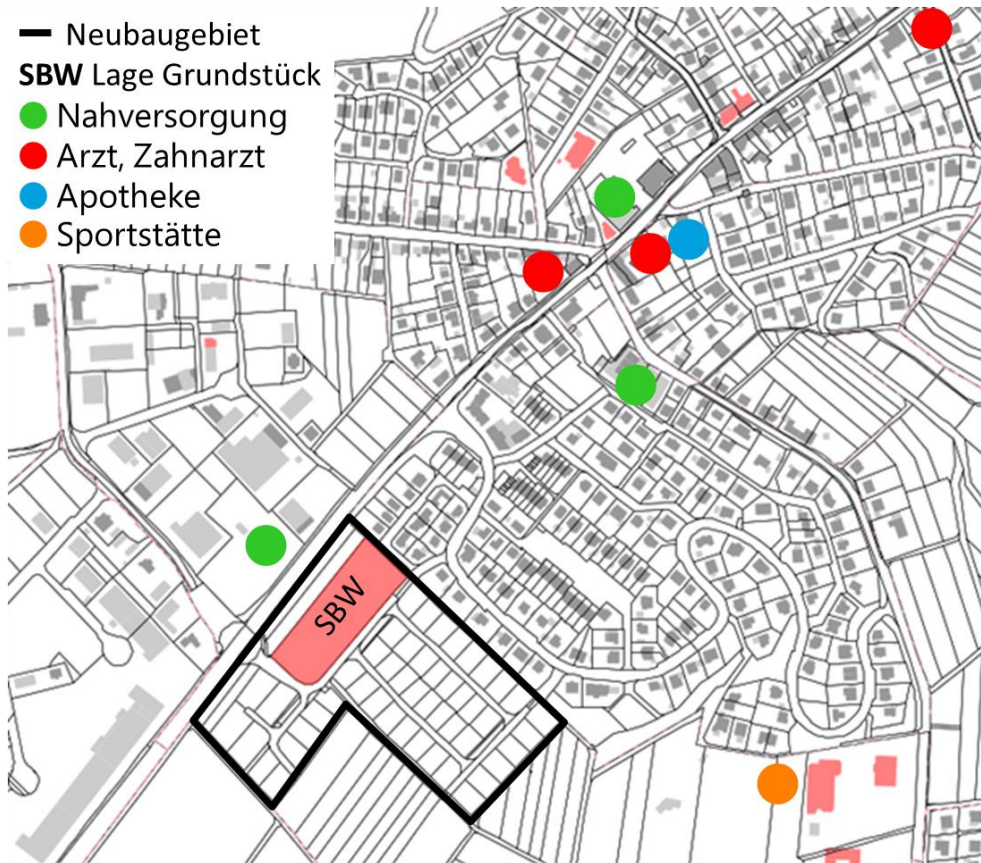 Neubaugebiet
SBW Lage Grundstück
Nahversorgung
Arzt, Zahnarzt
Apotheke
Sportstätte
SBW